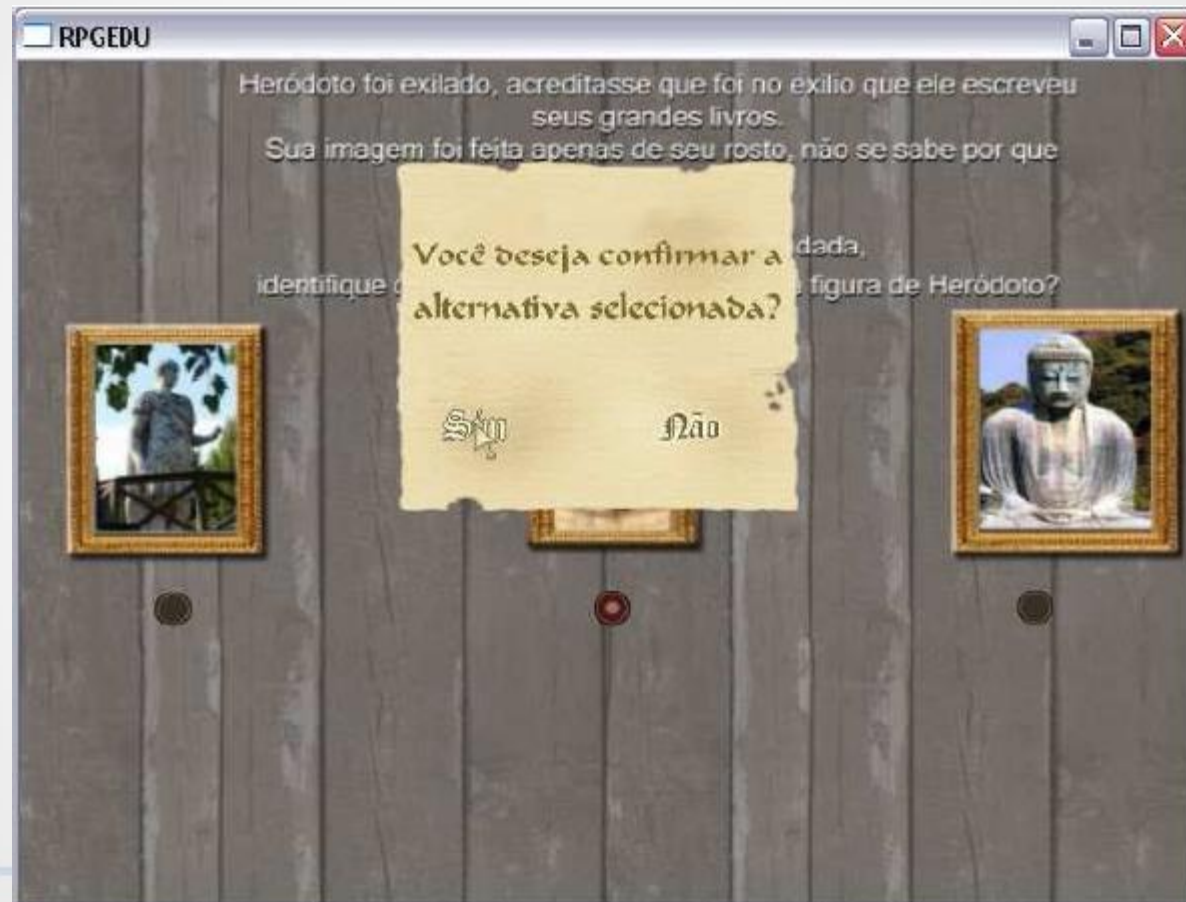 RPGEDU
Heródoto foi exilado, acreditasse que foi no exílio que ele escreveu
seus grandes livros.
Sua imagem foi feita apenas de seu rosto, não se sabe por que
dada,
identifique
figura de Heródoto?
Você deseja confirmar a
alternativa selecionada?
Sim
Não